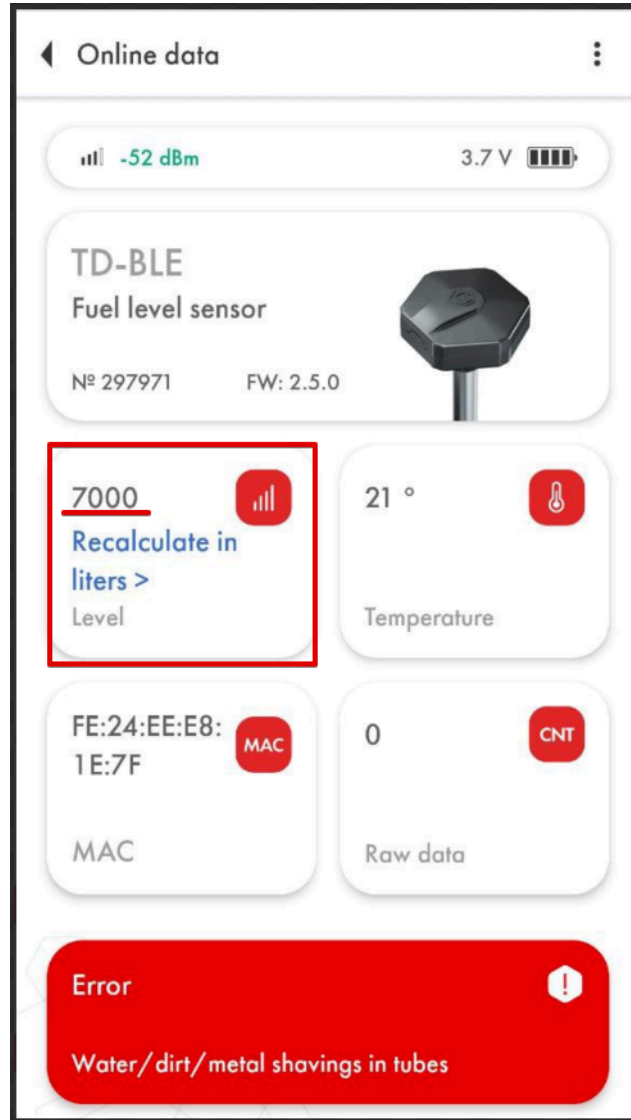 Online data
-52 dBm
3.7 V
TD-BLE
Fuel level sensor
№ 297971
FW: 2.5.0
7000
Recalculate in
liters >
Level
21 °
Temperature
FE:24:EE:E8:
1E:7F
MAC
MAC
0
CNT
Raw data
Error
Water/dirt/metal shavings in tubes